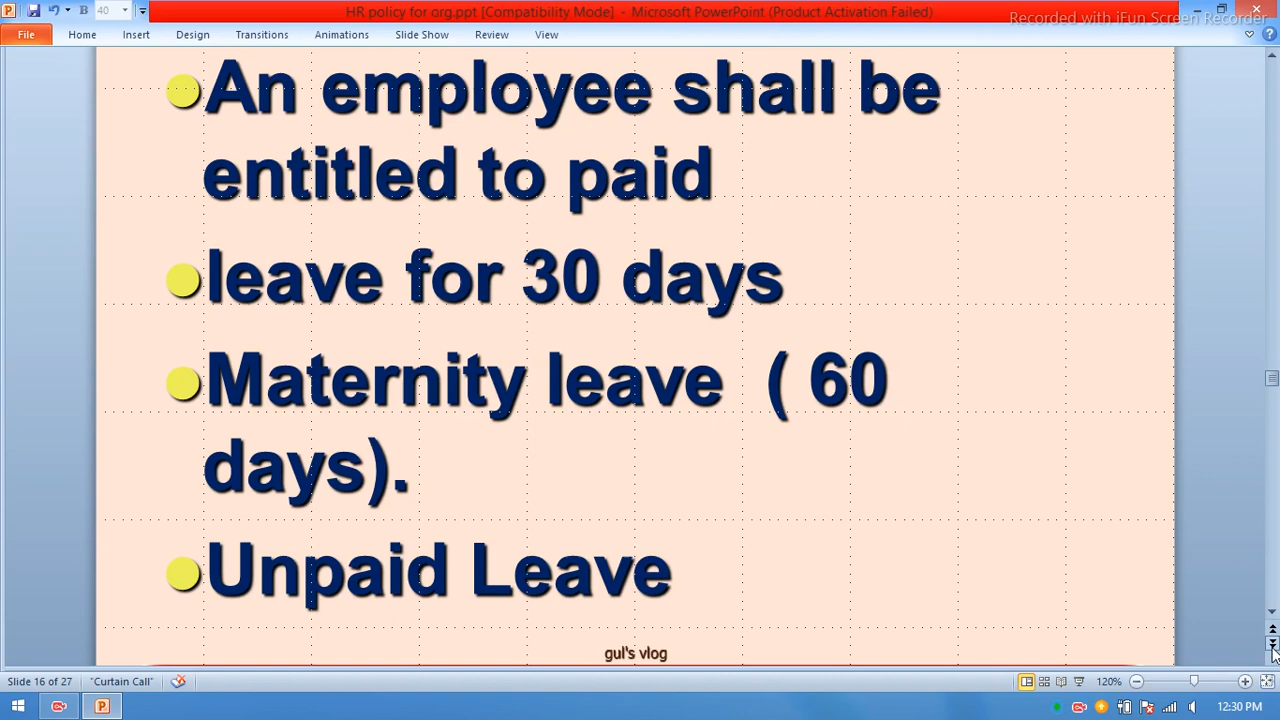 HR policy for org.ppt [Compatibility Mode] - Microsoft PowerPoint (Product Activation Failed)
Recorded with iFun Screen Recorder
File Home Insert Design Transitions Animations Slide Show Review View
B 40
An employee shall be
entitled to paid
leave for 30 days
Maternity leave ( 60
days).
Unpaid Leave
gul's vlog
Slide 16 of 27 "Curtain Call" 120%
12:30 PM